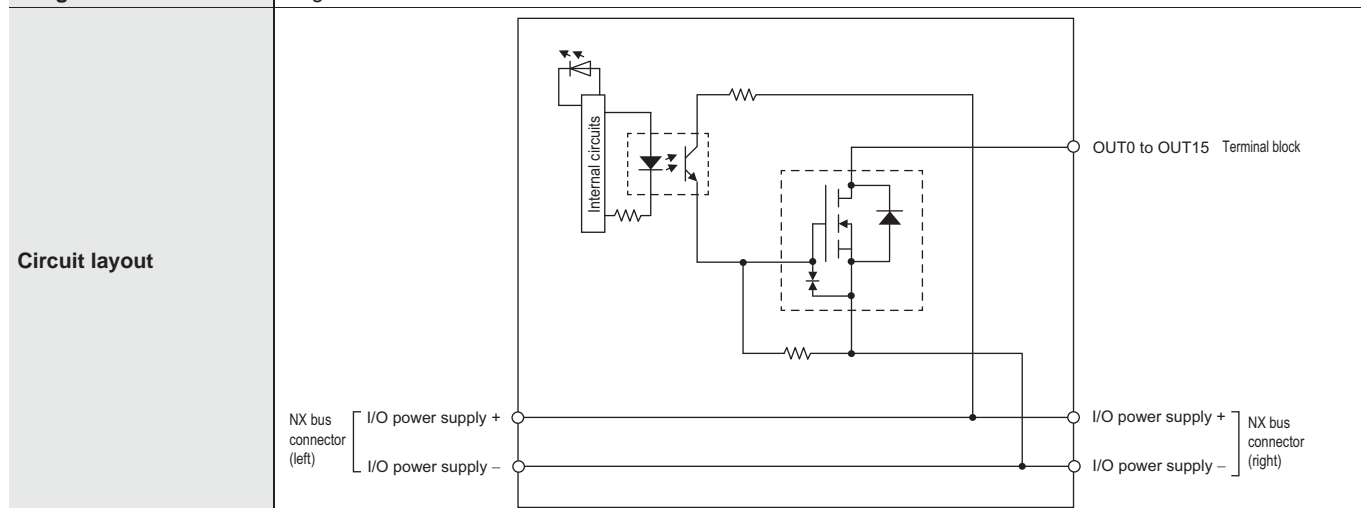 Circuit layout
Internal circuits
OUT0 to OUT15 Terminal block
NX bus
connector
(left)
I/O power supply +
I/O power supply –
I/O power supply +
I/O power supply –
NX bus
connector
(right)